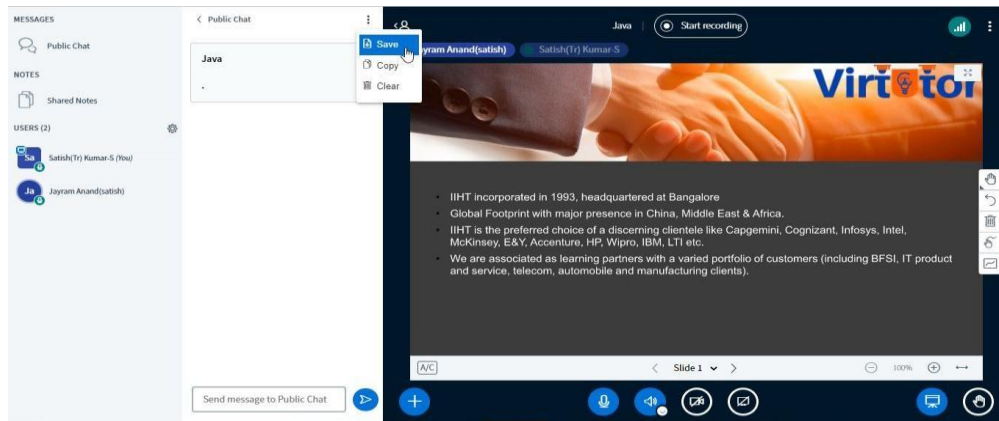 MESSAGES
Public Chat
NOTES
Shared Notes
USERS (2)
Sa
Satish(Tr) Kumar-S (You)
Ja
Jayram Anand(satish)
Public Chat
Save
Copy
Clear
Java
.
Send message to Public Chat
Java
Start recording
yram Anand(satish)
Satish(Tr) Kumar-S
Virtutor
• IIHT incorporated in 1993, headquartered at Bangalore
• Global Footprint with major presence in China, Middle East & Africa.
• IIHT is the preferred choice of a discerning clientele like Capgemini, Cognizant, Infosys, Intel,
McKinsey, E&Y, Accenture, HP, Wipro, IBM, LTI etc.
• We are associated as learning partners with a varied portfolio of customers (including BFSI, IT product
and service, telecom, automobile and manufacturing clients).
A/C
Slide 1
100%